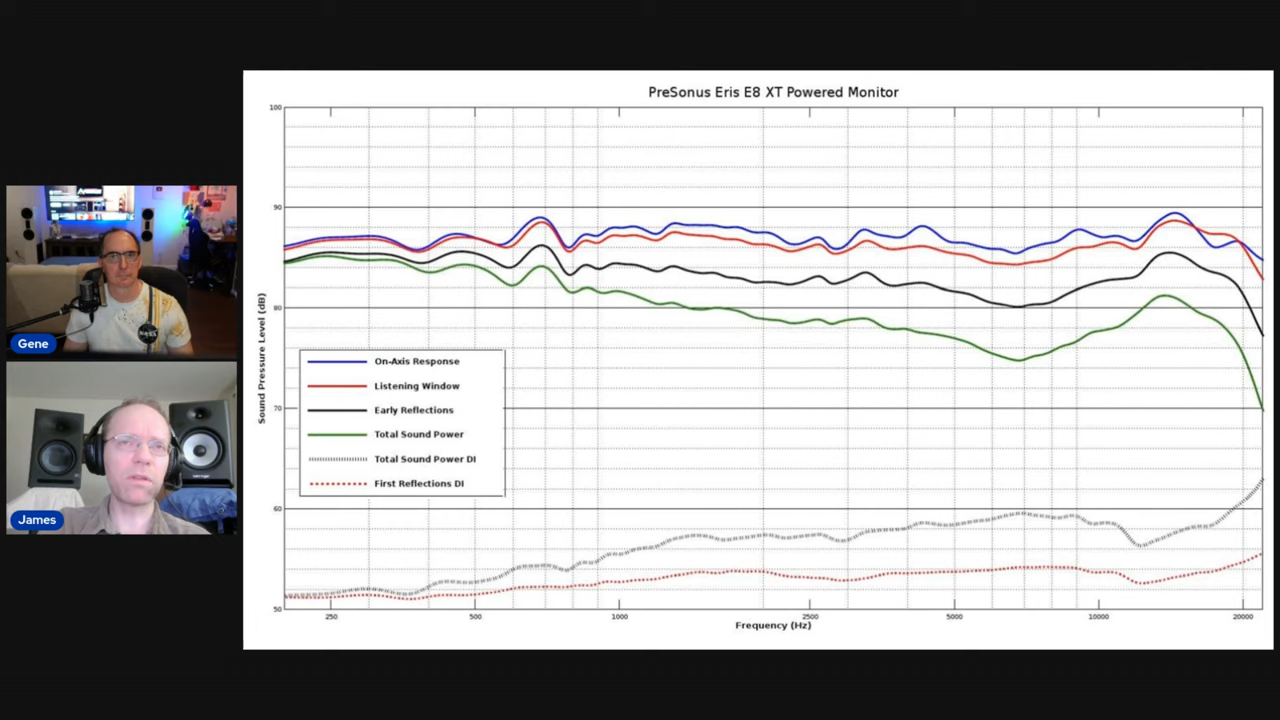 PreSonus Eris E8 XT Powered Monitor
100
90
80
70
60
50
Sound Pressure Level (dB)
On-Axis Response
Listening Window
Early Reflections
Total Sound Power
Total Sound Power DI
First Reflections DI
250
500
1000
2500
5000
10000
20000
Frequency (Hz)
Gene
James